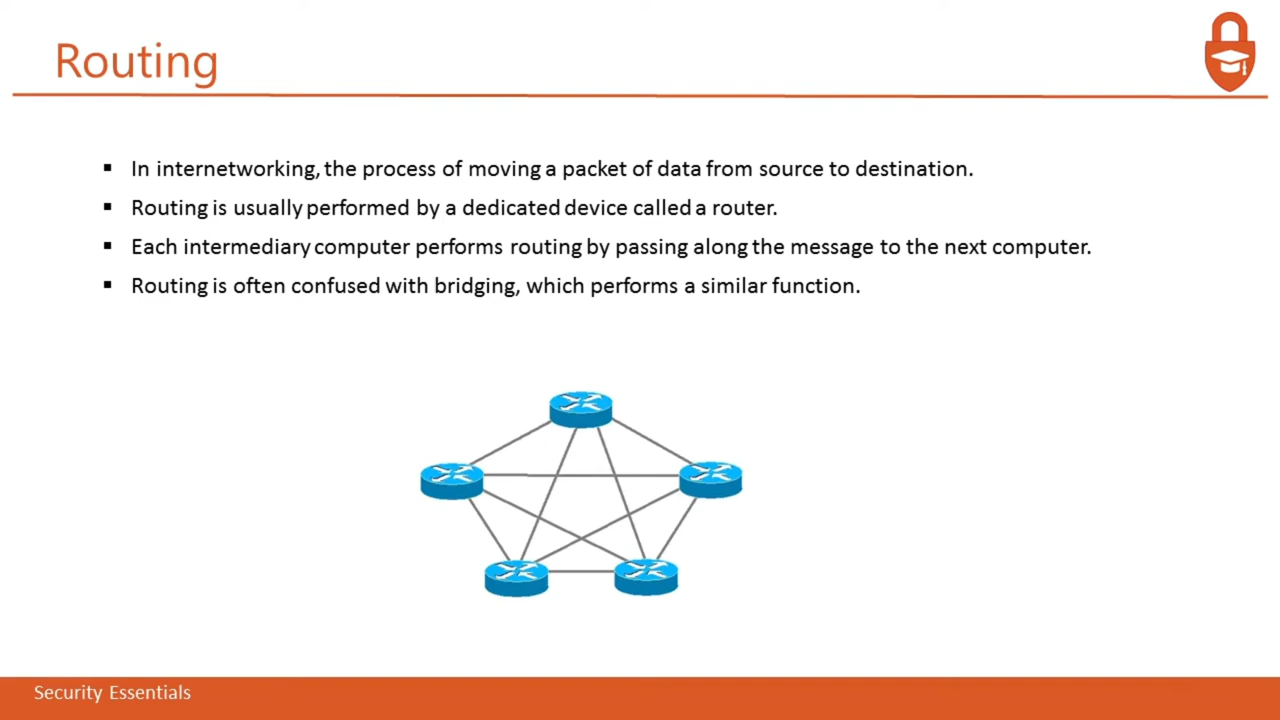 Routing
▪ In internetworking, the process of moving a packet of data from source to destination.
▪ Routing is usually performed by a dedicated device called a router.
▪ Each intermediary computer performs routing by passing along the message to the next computer.
▪ Routing is often confused with bridging, which performs a similar function.
Security Essentials